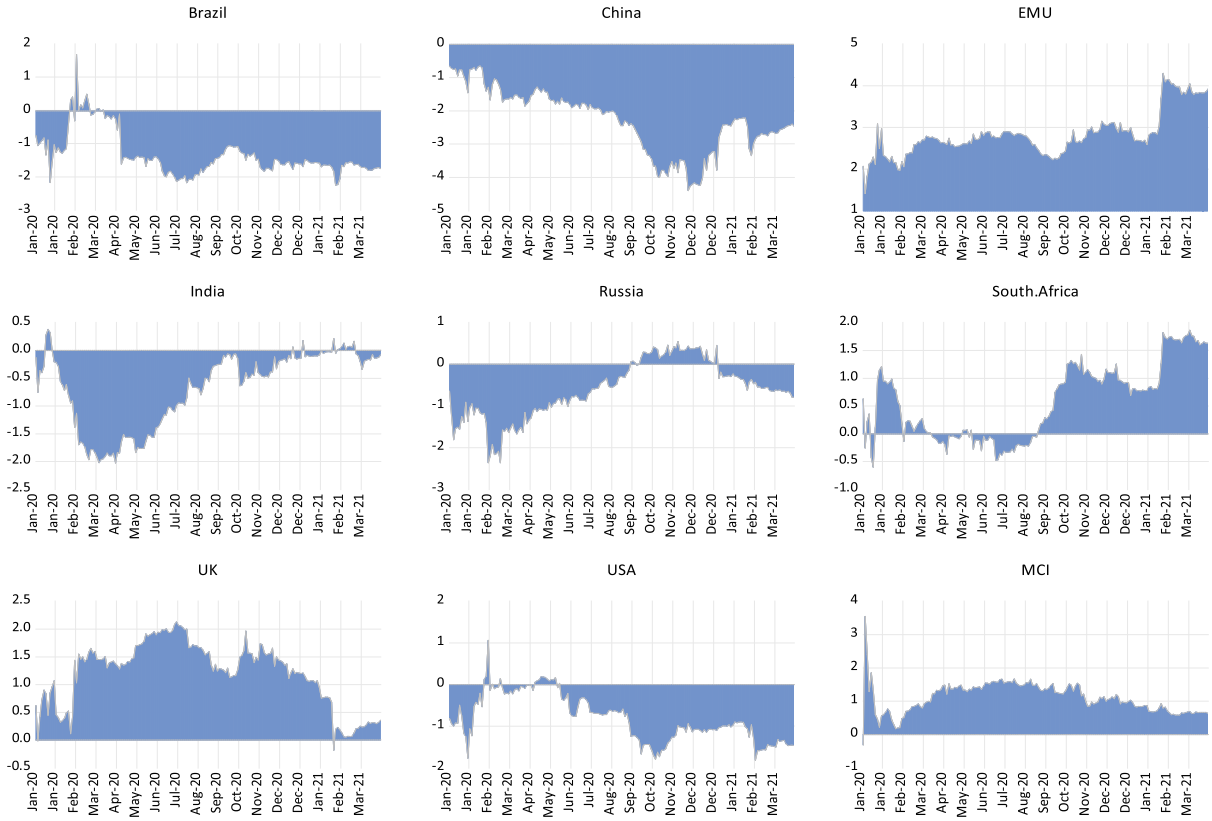 Brazil
2
1
0
-1
-2
-3
Jan-20
Jan-20
Feb-20
Mar-20
Apr-20
May-20
Jun-20
Jul-20
Aug-20
Sep-20
Oct-20
Nov-20
Dec-20
Dec-20
Jan-21
Feb-21
Mar-21
China
0
-1
-2
-3
-4
-5
Jan-20
Jan-20
Feb-20
Mar-20
Apr-20
May-20
Jun-20
Jul-20
Aug-20
Sep-20
Oct-20
Nov-20
Dec-20
Dec-20
Jan-21
Feb-21
Mar-21
EMU
5
4
3
2
1
Jan-20
Jan-20
Feb-20
Mar-20
Apr-20
May-20
Jun-20
Jul-20
Aug-20
Sep-20
Oct-20
Nov-20
Dec-20
Dec-20
Jan-21
Feb-21
Mar-21
India
0.5
0.0
-0.5
-1.0
-1.5
-2.0
-2.5
Jan-20
Jan-20
Feb-20
Mar-20
Apr-20
May-20
Jun-20
Jul-20
Aug-20
Sep-20
Oct-20
Nov-20
Dec-20
Dec-20
Jan-21
Feb-21
Mar-21
Russia
1
0
-1
-2
-3
Jan-20
Jan-20
Feb-20
Mar-20
Apr-20
May-20
Jun-20
Jul-20
Aug-20
Sep-20
Oct-20
Nov-20
Dec-20
Dec-20
Jan-21
Feb-21
Mar-21
South.Africa
2.0
1.5
1.0
0.5
0.0
-0.5
-1.0
Jan-20
Jan-20
Feb-20
Mar-20
Apr-20
May-20
Jun-20
Jul-20
Aug-20
Sep-20
Oct-20
Nov-20
Dec-20
Dec-20
Jan-21
Feb-21
Mar-21
UK
2.5
2.0
1.5
1.0
0.5
0.0
-0.5
Jan-20
Jan-20
Feb-20
Mar-20
Apr-20
May-20
Jun-20
Jul-20
Aug-20
Sep-20
Oct-20
Nov-20
Dec-20
Dec-20
Jan-21
Feb-21
Mar-21
USA
2
1
0
-1
-2
Jan-20
Jan-20
Feb-20
Mar-20
Apr-20
May-20
Jun-20
Jul-20
Aug-20
Sep-20
Oct-20
Nov-20
Dec-20
Dec-20
Jan-21
Feb-21
Mar-21
MCI
4
3
2
1
0
-1
Jan-20
Jan-20
Feb-20
Mar-20
Apr-20
May-20
Jun-20
Jul-20
Aug-20
Sep-20
Oct-20
Nov-20
Dec-20
Dec-20
Jan-21
Feb-21
Mar-21